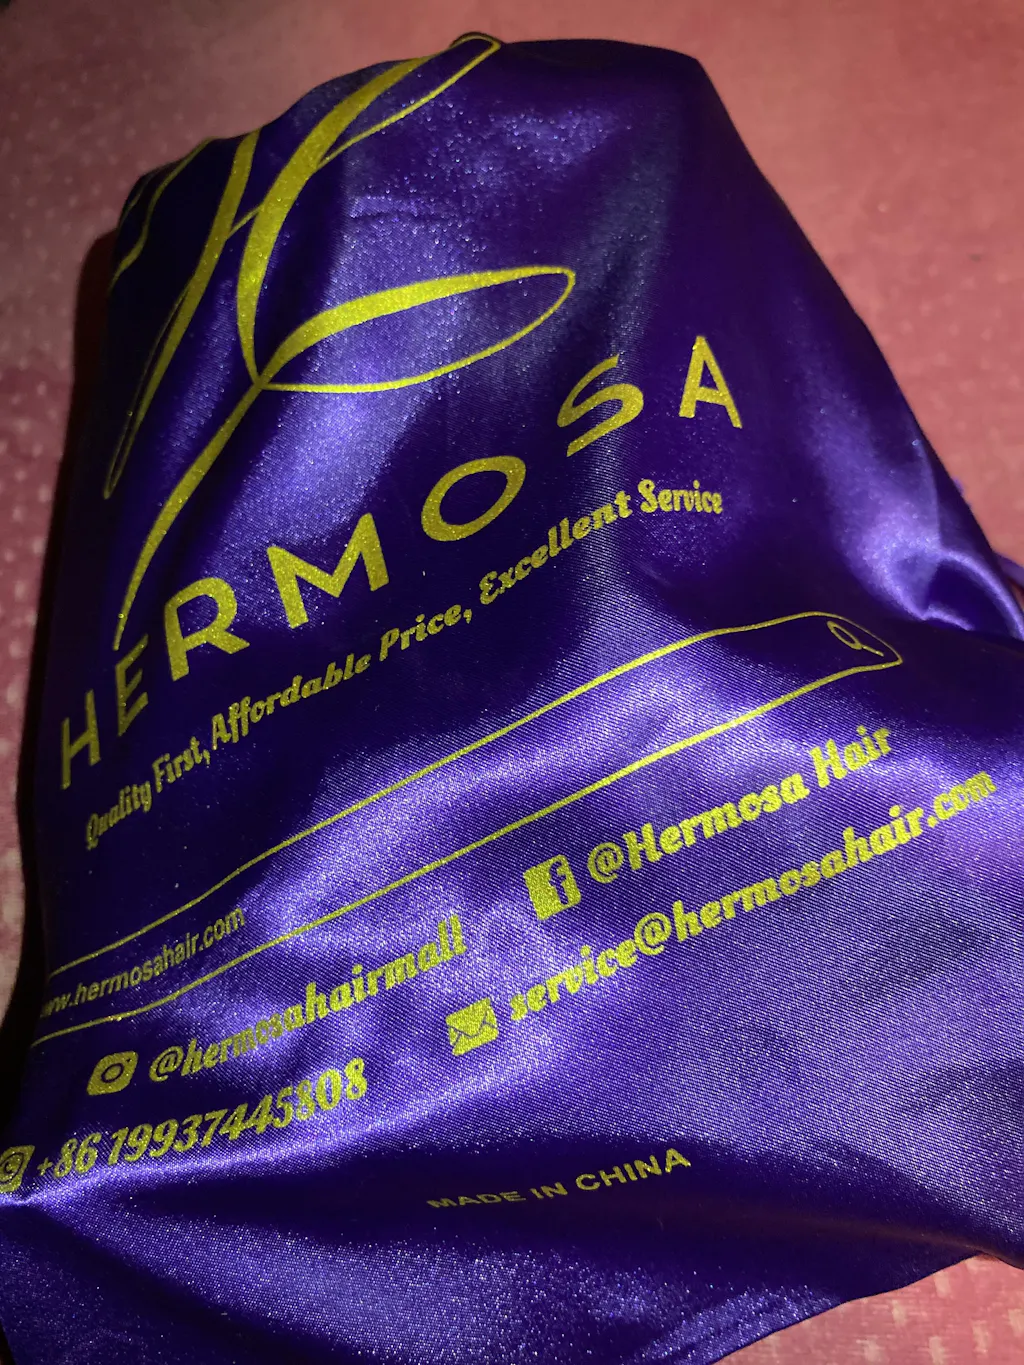 HERMOSA
Quality First, Affordable Price, Excellent Service
www.hermosahair.com
@hermosahairmall
@Hermosa Hair
+86 19937445808
service@hermosahair.com
MADE IN CHINA